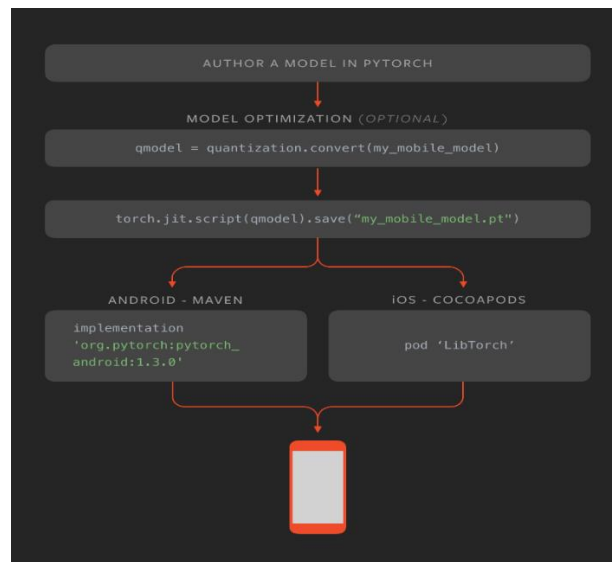 AUTHOR A MODEL IN PYTORCH
MODEL OPTIMIZATION (OPTIONAL)
qmodel = quantization.convert(my_mobile_model)
torch.jit.script(qmodel).save("my_mobile_model.pt")
ANDROID - MAVEN
implementation
'org.pytorch:pytorch_
android:1.3.0'
iOS - COCOAPODS
pod ‘LibTorch’